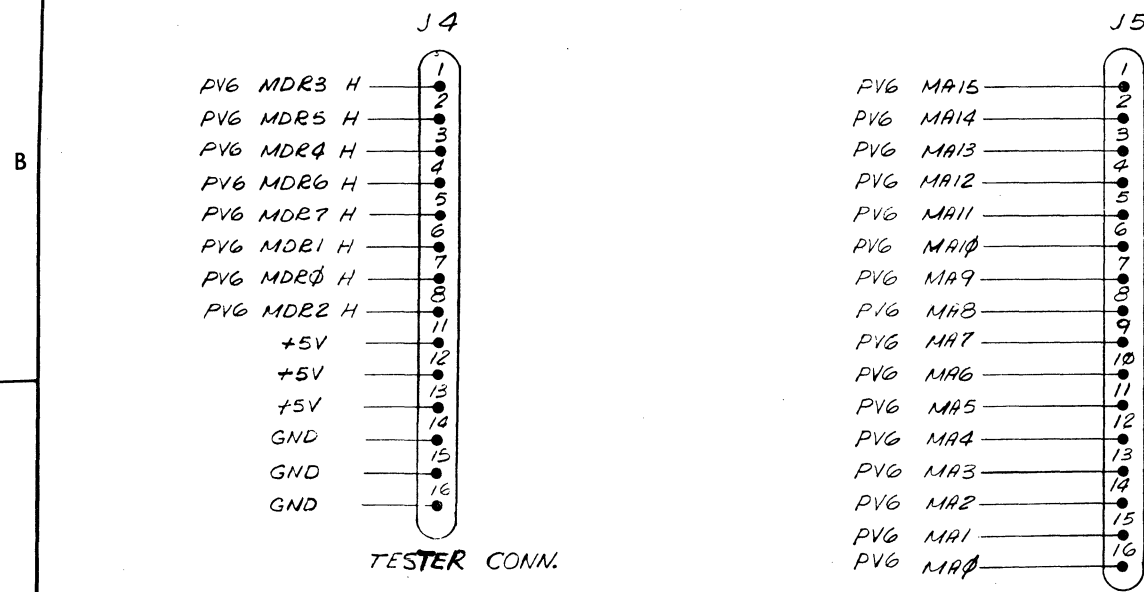 J4
PV6 MDR3 H 1
PV6 MDR5 H 2
PV6 MDR4 H 3
PV6 MDR6 H 4
PV6 MDR7 H 5
PV6 MDR1 H 6
PV6 MDRØ H 7
PV6 MDR2 H 8
+5V 11
+5V 12
+5V 13
GND 14
GND 15
GND 16
TESTER CONN.
J5
PV6 MA15 1
PV6 MA14 2
PV6 MA13 3
PV6 MA12 4
PV6 MA11 5
PV6 MA1Ø 6
PV6 MA9 7
PV6 MA8 8
PV6 MA7 9
PV6 MA6 1Ø
PV6 MA5 11
PV6 MA4 12
PV6 MA3 13
PV6 MA2 14
PV6 MA1 15
PV6 MAØ 16
B